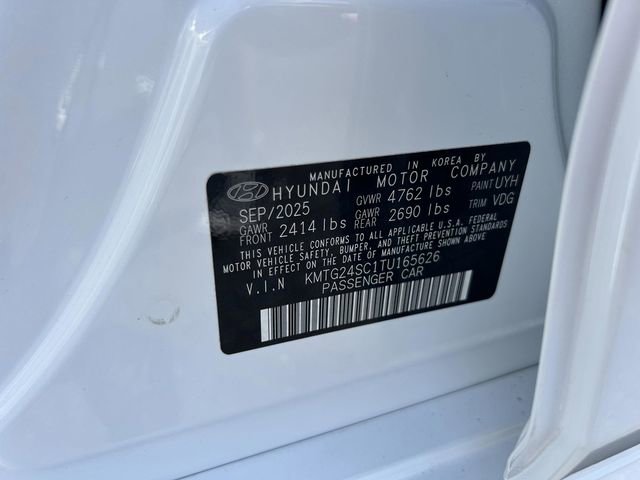 MANUFACTURED IN KOREA BY
HYUNDAI MOTOR COMPANY
SEP/2025 GVWR 4762 lbs PAINT UYH
GAWR FRONT 2414 lbs GAWR REAR 2690 lbs TRIM VDG
THIS VEHICLE CONFORMS TO ALL APPLICABLE U.S.A. FEDERAL
MOTOR VEHICLE SAFETY, BUMPER, AND THEFT PREVENTION
STANDARDS IN EFFECT ON THE DATE OF MANUFACTURE SHOWN ABOVE.
V.I.N KMTG24SC1TU165626
PASSENGER CAR